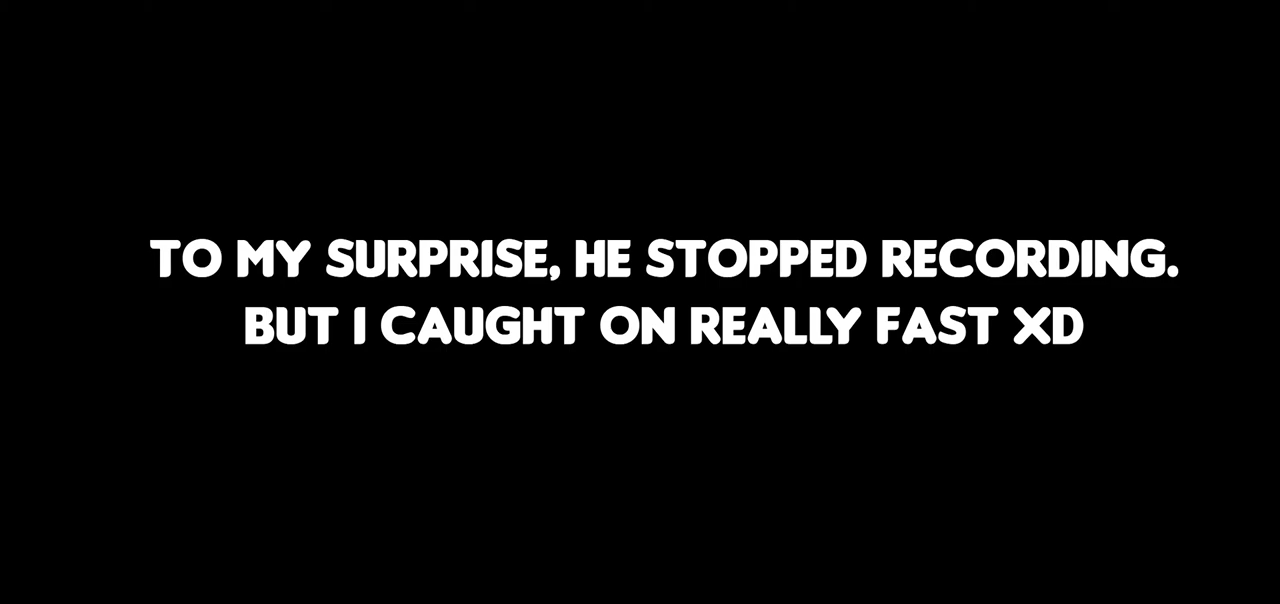 TO MY SURPRISE, HE STOPPED RECORDING.
BUT I CAUGHT ON REALLY FAST XD